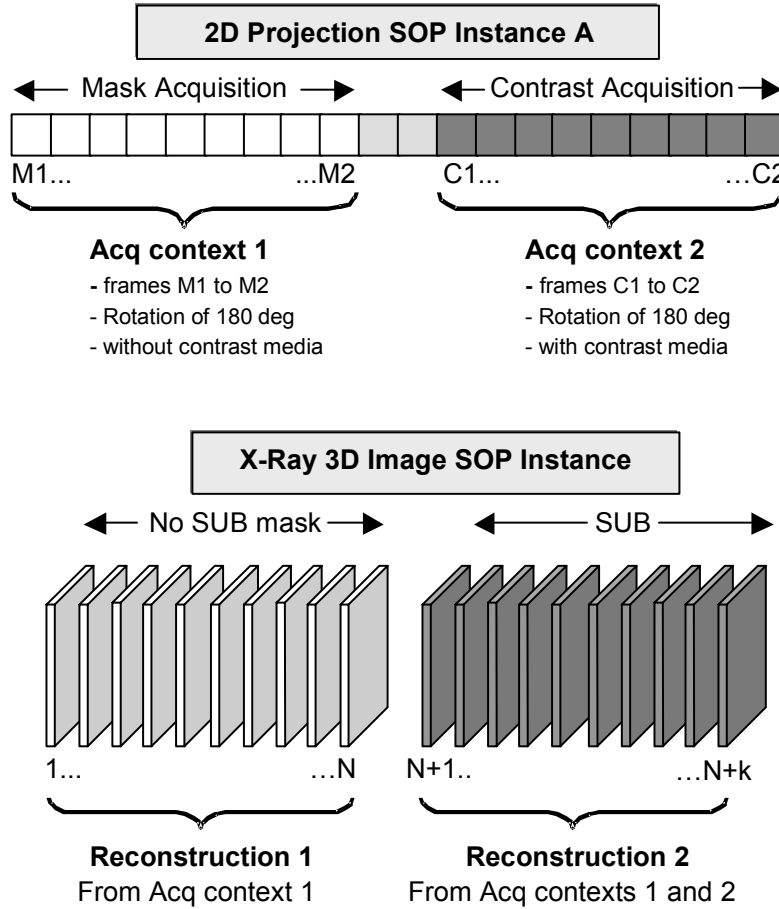 2D Projection SOP Instance A
Mask Acquisition
Contrast Acquisition
M1...
...M2
C1...
…C2
Acq context 1
- frames M1 to M2
- Rotation of 180 deg
- without contrast media
Acq context 2
- frames C1 to C2
- Rotation of 180 deg
- with contrast media
X-Ray 3D Image SOP Instance
No SUB mask
SUB
1...
…N
N+1..
…N+k
Reconstruction 1
From Acq context 1
Reconstruction 2
From Acq contexts 1 and 2